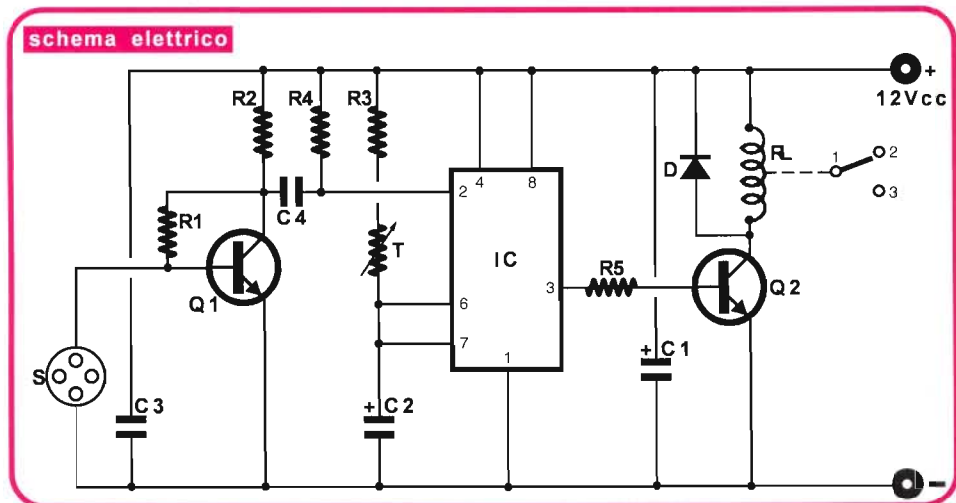 schema elettrico
R2
R4
R3
+
12Vcc
4
8
D
RL
1
2
3
2
C4
R1
T
IC
Q1
3
R5
Q2
6
7
+ C1
S
C3
+ C2
1
-